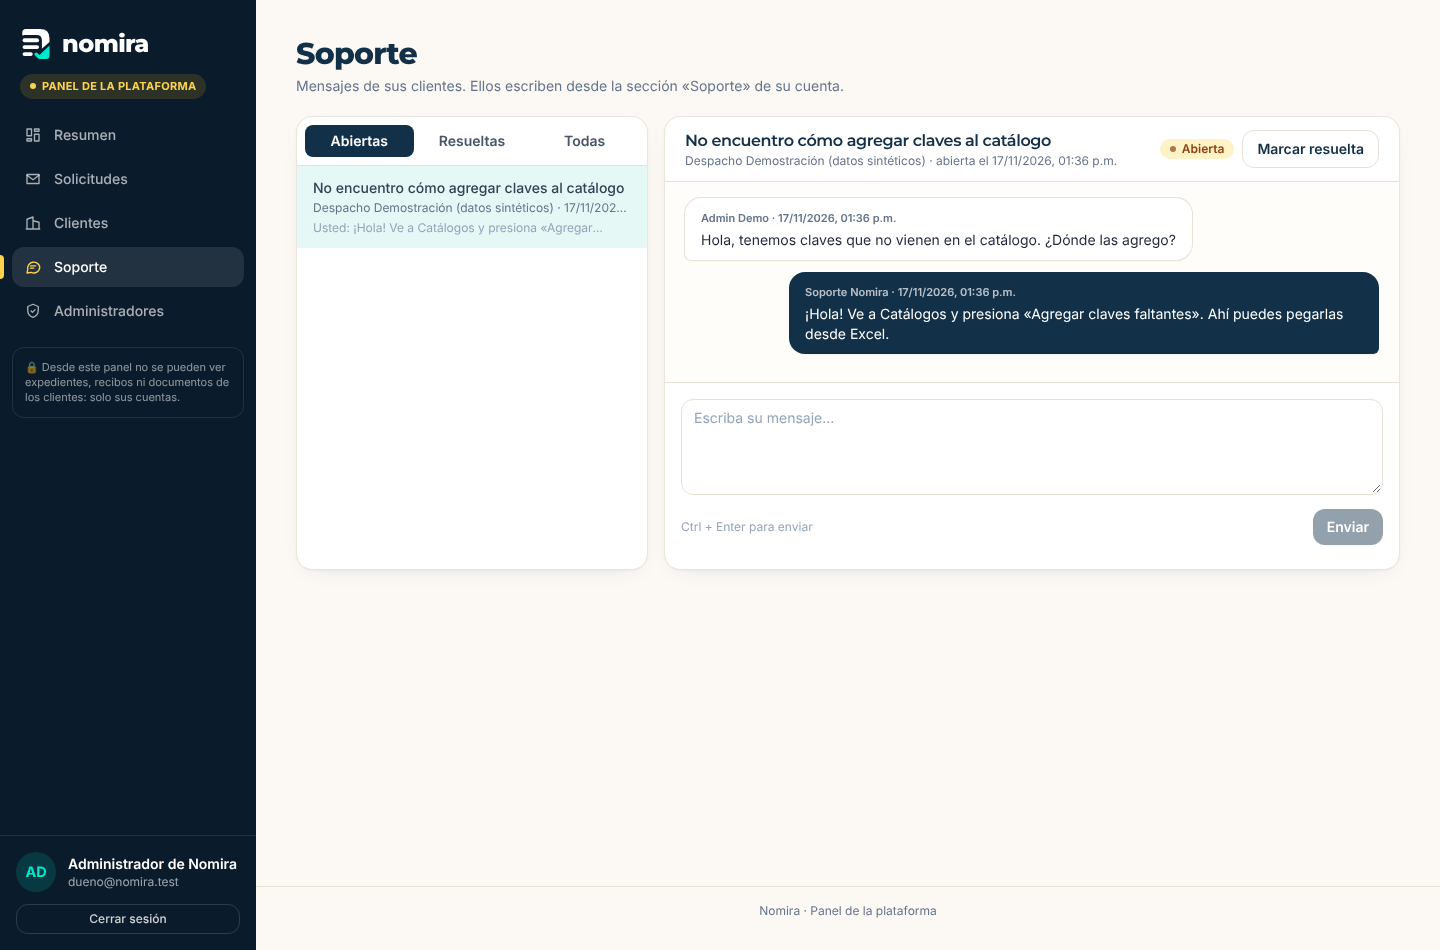 nomira
PANEL DE LA PLATAFORMA
Resumen
Solicitudes
Clientes
Soporte
Administradores
🔒 Desde este panel no se pueden ver
expedientes, recibos ni documentos de
los clientes: solo sus cuentas.
AD
Administrador de Nomira
dueno@nomira.test
Cerrar sesión
Soporte
Mensajes de sus clientes. Ellos escriben desde la sección «Soporte» de su cuenta.
Abiertas
Resueltas
Todas
No encuentro cómo agregar claves al catálogo
Despacho Demostración (datos sintéticos) · 17/11/202...
Usted: ¡Hola! Ve a Catálogos y presiona «Agregar...
No encuentro cómo agregar claves al catálogo
Despacho Demostración (datos sintéticos) · abierta el 17/11/2026, 01:36 p.m.
Abierta
Marcar resuelta
Admin Demo · 17/11/2026, 01:36 p.m.
Hola, tenemos claves que no vienen en el catálogo. ¿Dónde las agrego?
Soporte Nomira · 17/11/2026, 01:36 p.m.
¡Hola! Ve a Catálogos y presiona «Agregar claves faltantes». Ahí puedes pegarlas
desde Excel.
Escriba su mensaje...
Ctrl + Enter para enviar
Enviar
Nomira · Panel de la plataforma